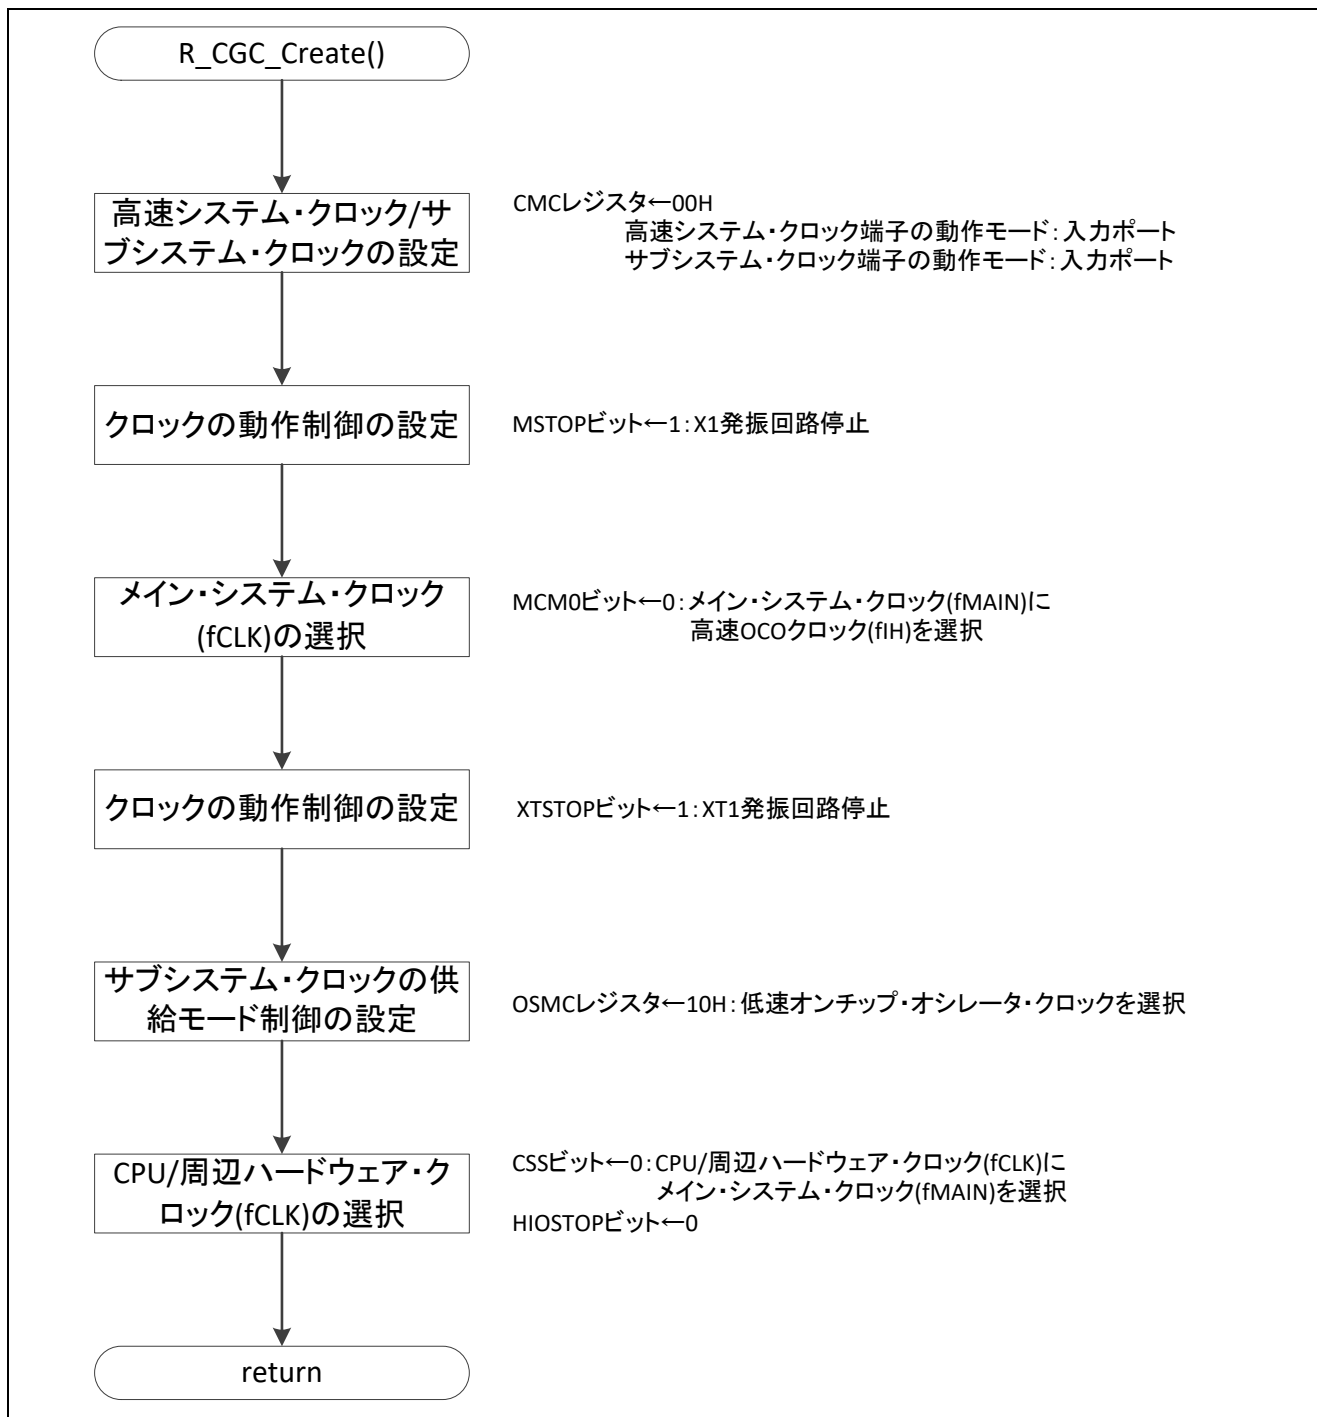 R_CGC_Create()
高速システム・クロック/サ
ブシステム・クロックの設定
CMCレジスタ←00H
高速システム・クロック端子の動作モード：入力ポート
サブシステム・クロック端子の動作モード：入力ポート
クロックの動作制御の設定
MSTOPビット←1：X1発振回路停止
メイン・システム・クロック
(fCLK)の選択
MCM0ビット←0：メイン・システム・クロック(fMAIN)に
高速OCOクロック(fIH)を選択
クロックの動作制御の設定
XTSTOPビット←1：XT1発振回路停止
サブシステム・クロックの供
給モード制御の設定
OSMCレジスタ←10H：低速オンチップ・オシレータ・クロックを選択
CPU/周辺ハードウェア・ク
ロック(fCLK)の選択
CSSビット←0：CPU/周辺ハードウェア・クロック(fCLK)に
メイン・システム・クロック(fMAIN)を選択
HIOSTOPビット←0
return